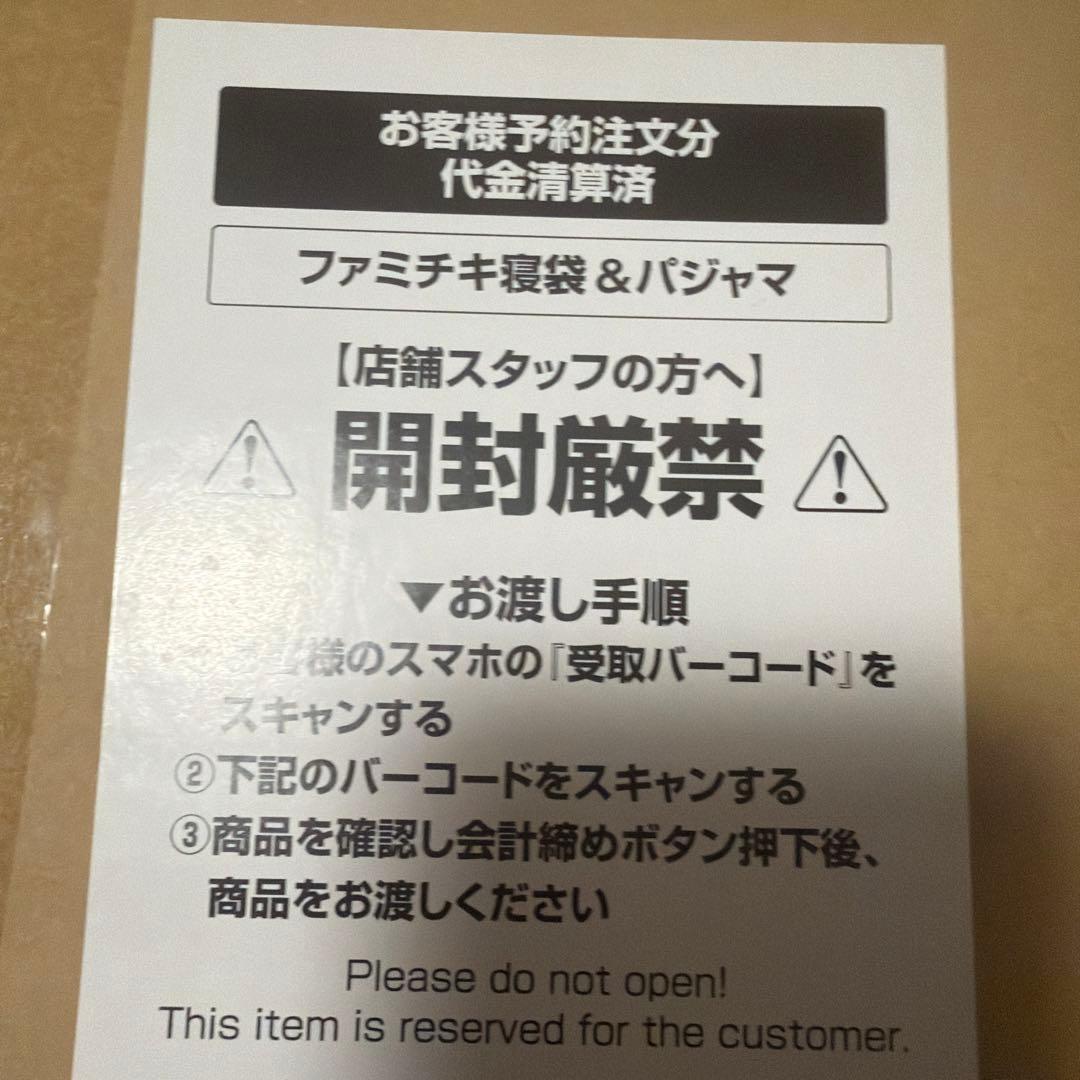 お客様予約注文分
代金清算済
ファミチキ寝袋&パジャマ
【店舗スタッフの方へ】
開封厳禁
▼お渡し手順
様のスマホの『受取バーコード』を
スキャンする
②下記のバーコードをスキャンする
③商品を確認し会計締めボタン押下後、
商品をお渡しください
Please do not open!
This item is reserved for the customer.